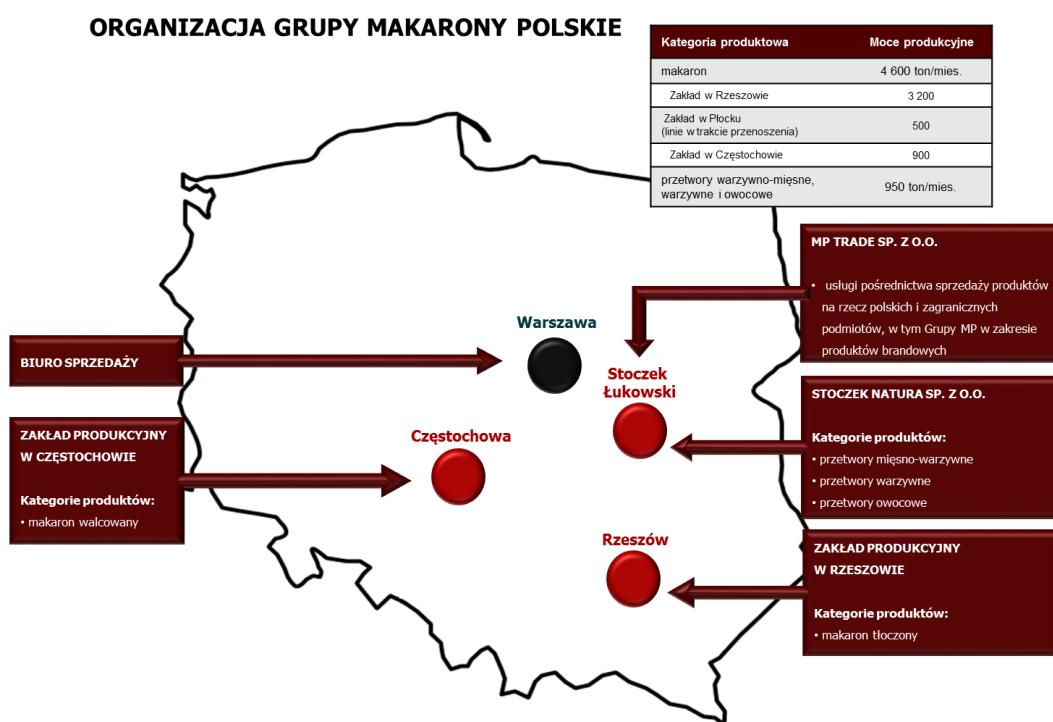 ORGANIZACJA GRUPY MAKARONY POLSKIE
Kategoria produktowa Moce produkcyjne
makaron 4 600 ton/mies.
Zakład w Rzeszowie 3 200
Zakład w Płocku
(linie w trakcie przenoszenia) 500
Zakład w Częstochowie 900
przetwory warzywno-mięsne,
warzywne i owocowe 950 ton/mies.
MP TRADE SP. Z O.O.
• usługi pośrednictwa sprzedaży produktów
na rzecz polskich i zagranicznych
podmiotów, w tym Grupy MP w zakresie
produktów brandowych
Warszawa
BIURO SPRZEDAŻY
Stoczek
Łukowski
STOCZEK NATURA SP. Z O.O.
Kategorie produktów:
• przetwory mięsno-warzywne
• przetwory warzywne
• przetwory owocowe
ZAKŁAD PRODUKCYJNY
W CZĘSTOCHOWIE
Kategorie produktów:
• makaron walcowany
Częstochowa
Rzeszów
ZAKŁAD PRODUKCYJNY
W RZESZOWIE
Kategorie produktów:
• makaron tłoczony